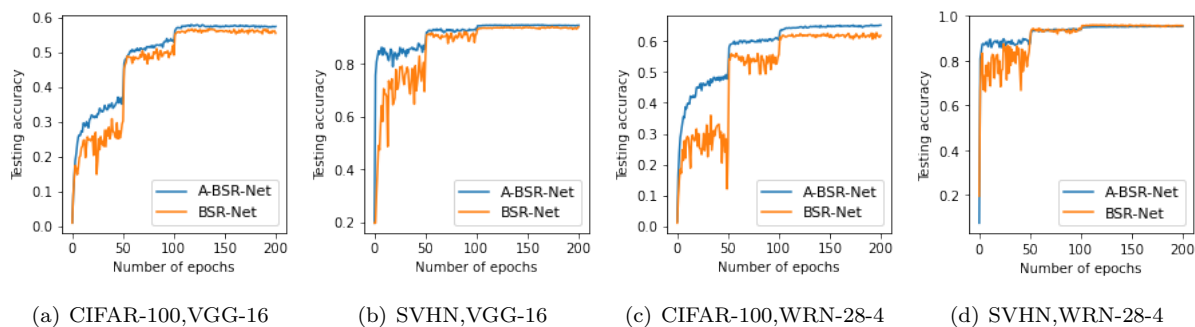 0.6
0.5
0.4
0.3
0.2
0.1
0.0
Testing accuracy
0
50
100
150
200
Number of epochs
A-BSR-Net
BSR-Net
(a) CIFAR-100,VGG-16
0.8
0.6
0.4
0.2
Testing accuracy
0
50
100
150
200
Number of epochs
A-BSR-Net
BSR-Net
(b) SVHN,VGG-16
0.6
0.5
0.4
0.3
0.2
0.1
0.0
Testing accuracy
0
50
100
150
200
Number of epochs
A-BSR-Net
BSR-Net
(c) CIFAR-100,WRN-28-4
1.0
0.8
0.6
0.4
0.2
Testing accuracy
0
50
100
150
200
Number of epochs
A-BSR-Net
BSR-Net
(d) SVHN,WRN-28-4